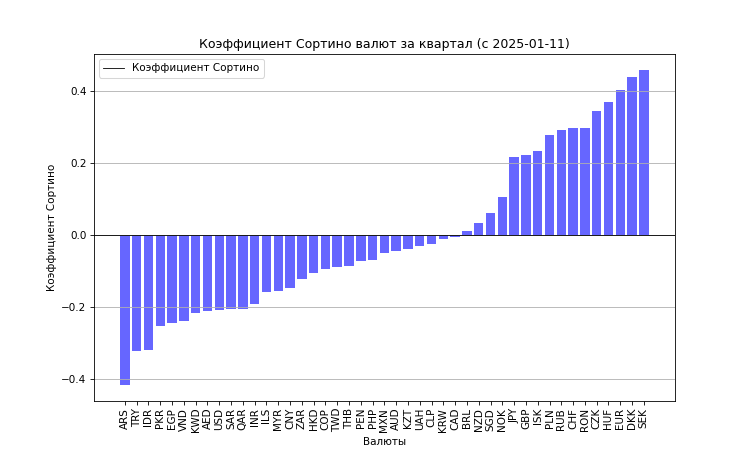 Коэффициент Сортино валют за квартал (с 2025-01-11)
Коэффициент Сортино
Коэффициент Сортино
0.4
0.2
0.0
−0.2
−0.4
ARS TRY IDR PKR EGP VND KWD AED USD SAR QAR INR ILS MYR CNY ZAR HKD COP TWD THB PEN PHP MXN AUD KZT UAH CLP KRW CAD BRL NZD SGD NOK JPY GBP ISK PLN RUB CHF RON CZK HUF EUR DKK SEK
Валюты